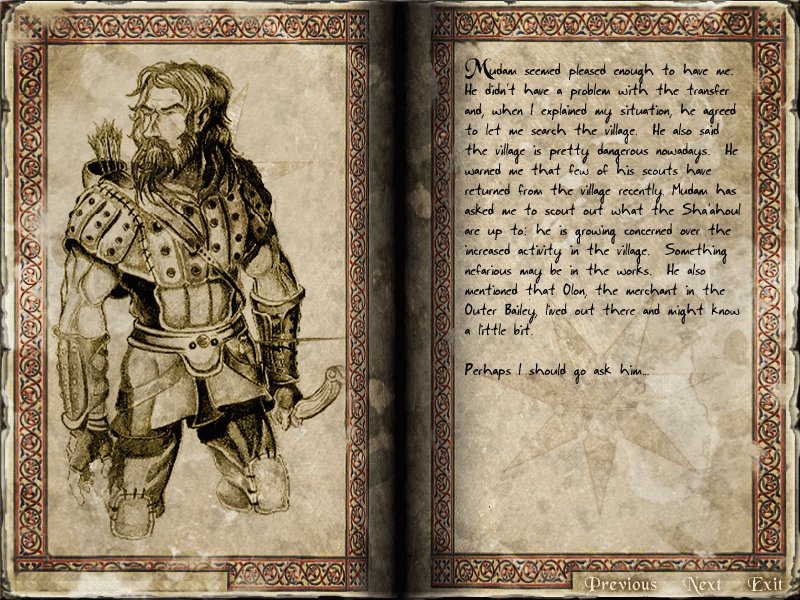 Mudam seemed pleased enough to have me.
He didn't have a problem with the transfer
and, when I explained my situation, he agreed
to let me search the village. He also said
the village is pretty dangerous nowadays. He
warned me that few of his scouts have
returned from the village recently. Mudam has
asked me to scout out what the Sha'ahoul
are up to: he is growing concerned over the
increased activity in the village. Something
nefarious may be in the works. He also
mentioned that Olon, the merchant in the
Outer Bailey, lived out there and might know
a little bit.
Perhaps I should go ask him...
Previous Next Exit